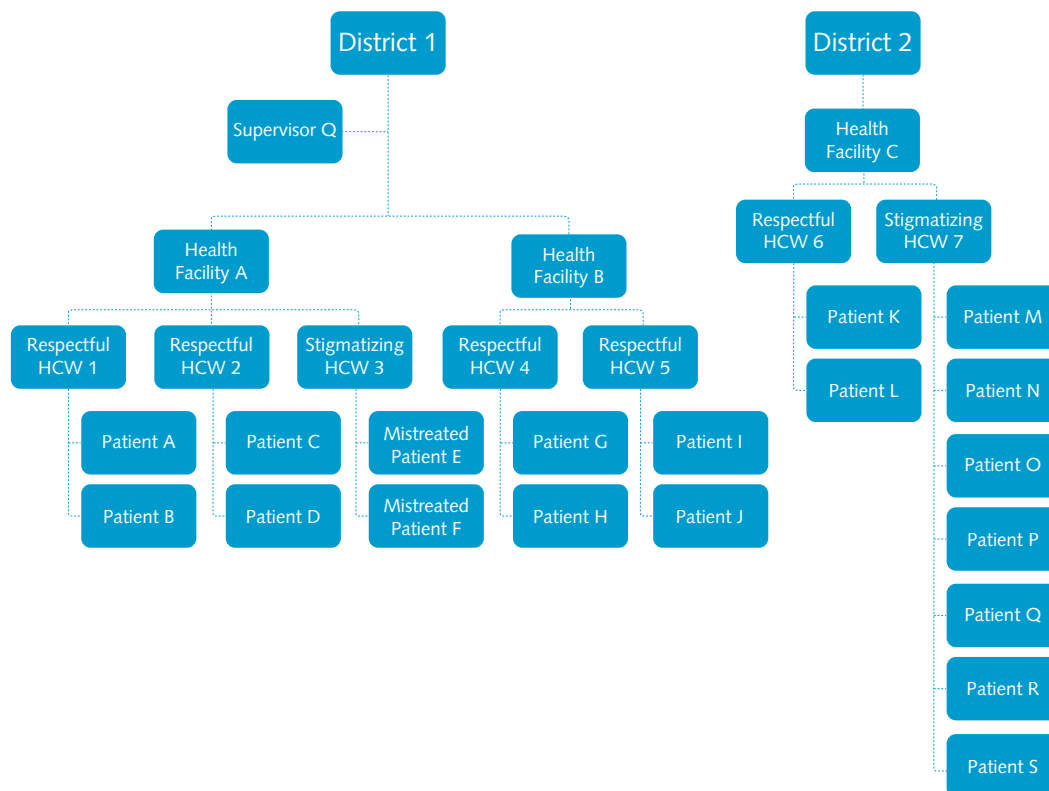 District 1
District 2
Supervisor Q
Health
Facility C
Health
Facility A
Health
Facility B
Respectful
HCW 6
Stigmatizing
HCW 7
Respectful
HCW 1
Respectful
HCW 2
Stigmatizing
HCW 3
Respectful
HCW 4
Respectful
HCW 5
Patient K
Patient M
Patient L
Patient N
Patient A
Patient C
Mistreated
Patient E
Patient G
Patient I
Patient O
Patient B
Patient D
Mistreated
Patient F
Patient H
Patient J
Patient P
Patient Q
Patient R
Patient S